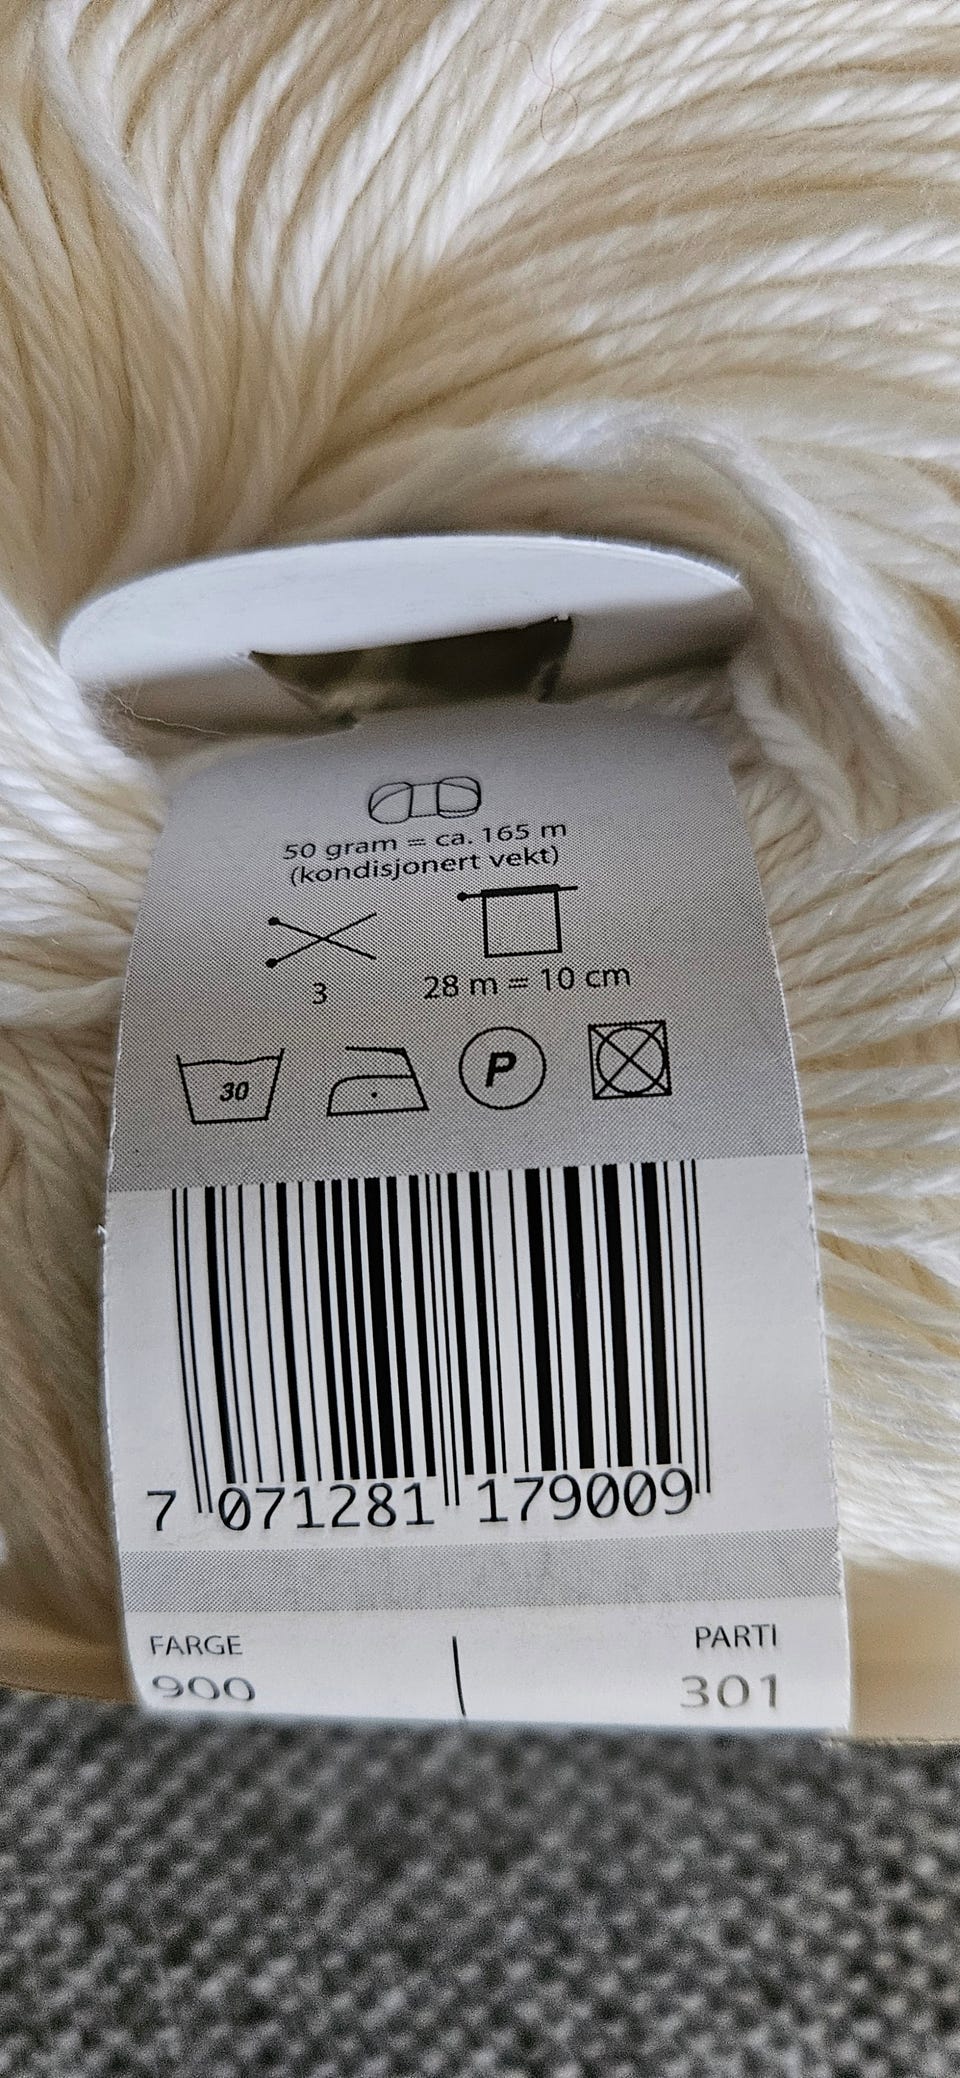 50 gram = ca. 165 m
(kondisjonert vekt)
3
28 m = 10 cm
30
P
7 071281 179009
FARGE
900
PARTI
301